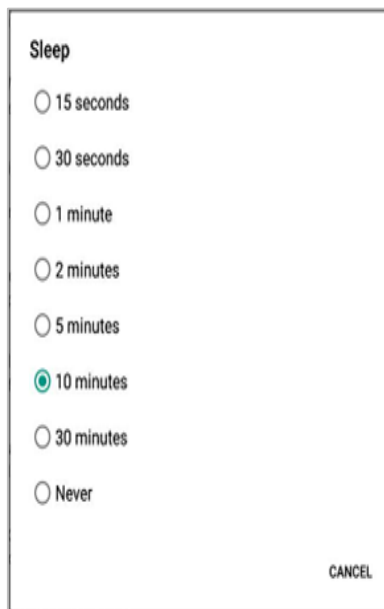 Sleep
15 seconds
30 seconds
1 minute
2 minutes
5 minutes
10 minutes
30 minutes
Never
CANCEL